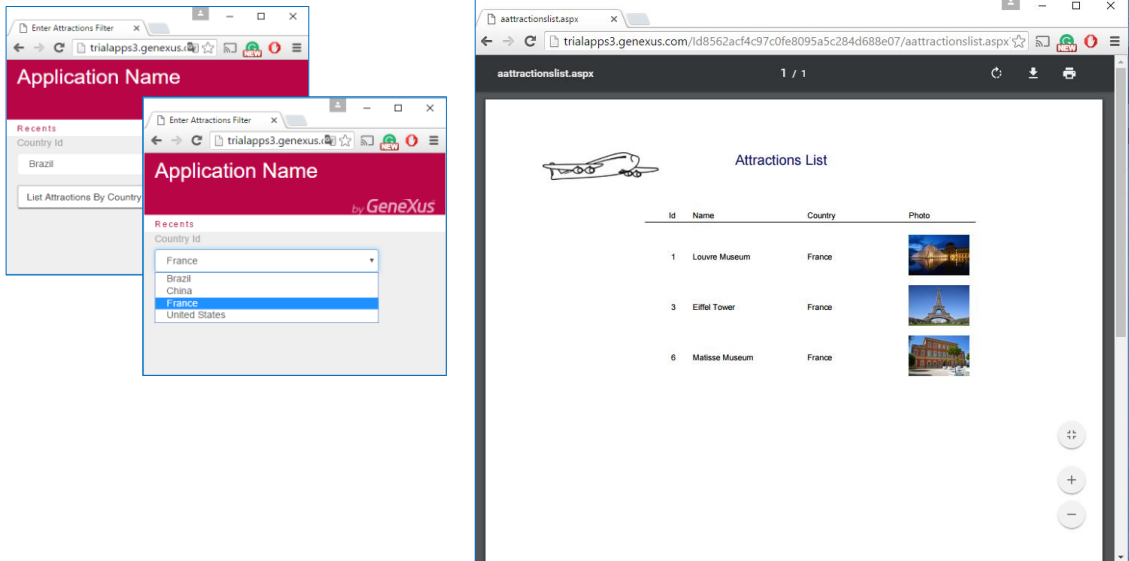 Enter Attractions Filter
trialapps3.genexus.
Application Name
Recents
Country Id
Brazil
List Attractions By Country
Enter Attractions Filter
trialapps3.genexus.
NEW
Application Name
by GeneXus
Recents
Country Id
France
Brazil
China
France
United States
aattractionslist.aspx
trialapps3.genexus.com/Id8562acf4c97c0fe8095a5c284d688e07/aattractionslist.aspx
NEW
aattractionslist.aspx 1 / 1
Attractions List
Id Name Country Photo
1 Louvre Museum France
3 Eiffel Tower France
6 Matisse Museum France